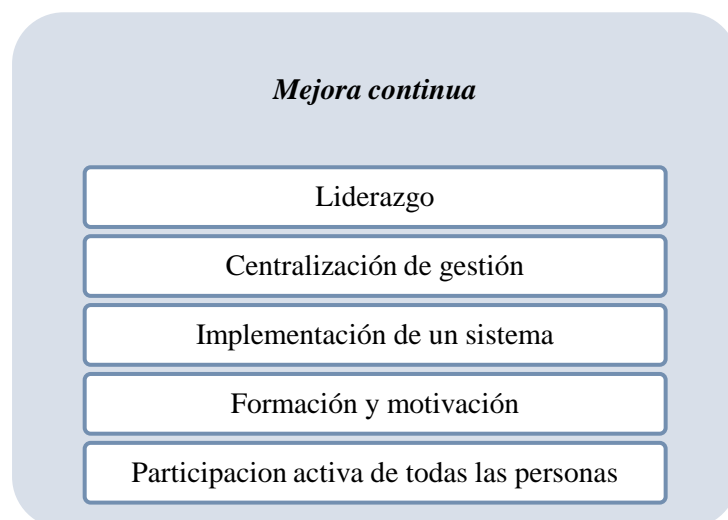 Mejora continua
Liderazgo
Centralización de gestión
Implementación de un sistema
Formación y motivación
Participacion activa de todas las personas